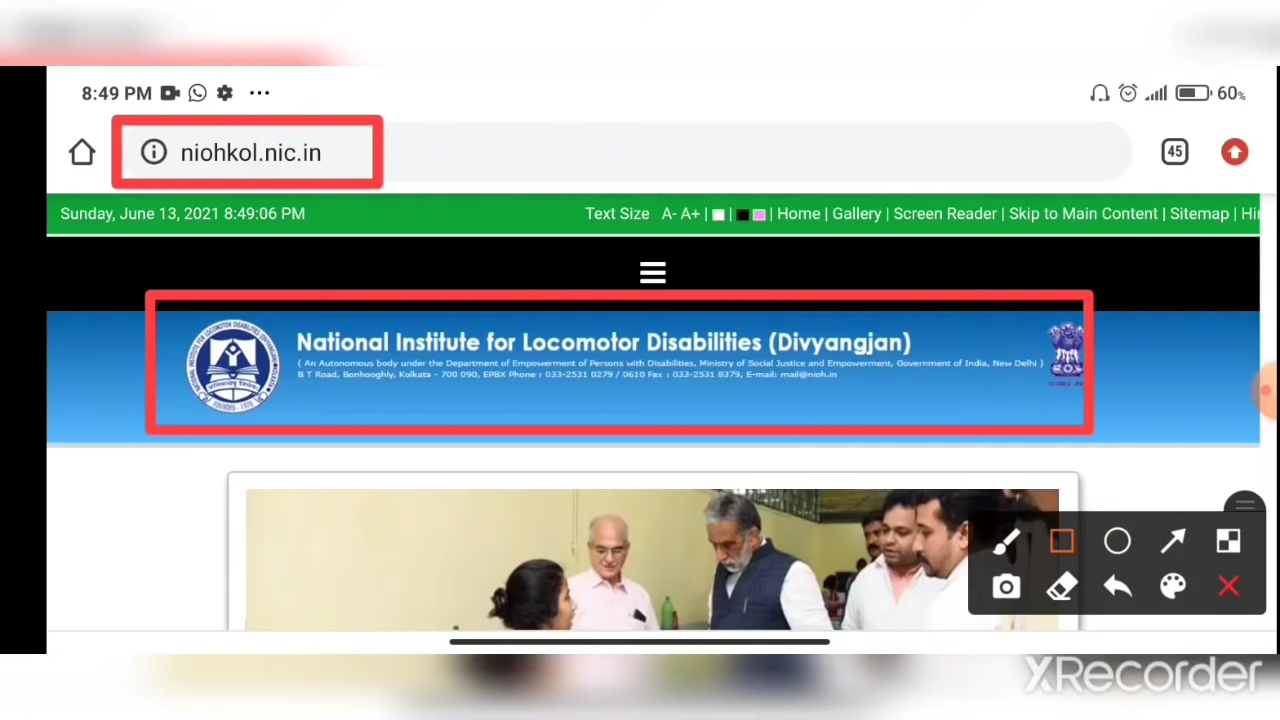 8:49 PM ... 60%
niohkol.nic.in 45
Sunday, June 13, 2021 8:49:06 PM Text Size A- A+ | | | Home | Gallery | Screen Reader | Skip to Main Content | Sitemap | Hin
National Institute for Locomotor Disabilities (Divyangjan)
( An Autonomous body under the Department of Empowerment of Persons with Disabilities, Ministry of Social Justice and Empowerment, Government of India, New Delhi )
B T Road, Bonhooghly, Kolkata - 700 090, EPBX Phone : 033-2531 0279 / 0610 Fax : 033-2531 8379, E-mail: mail@nioh.in
XRecorder